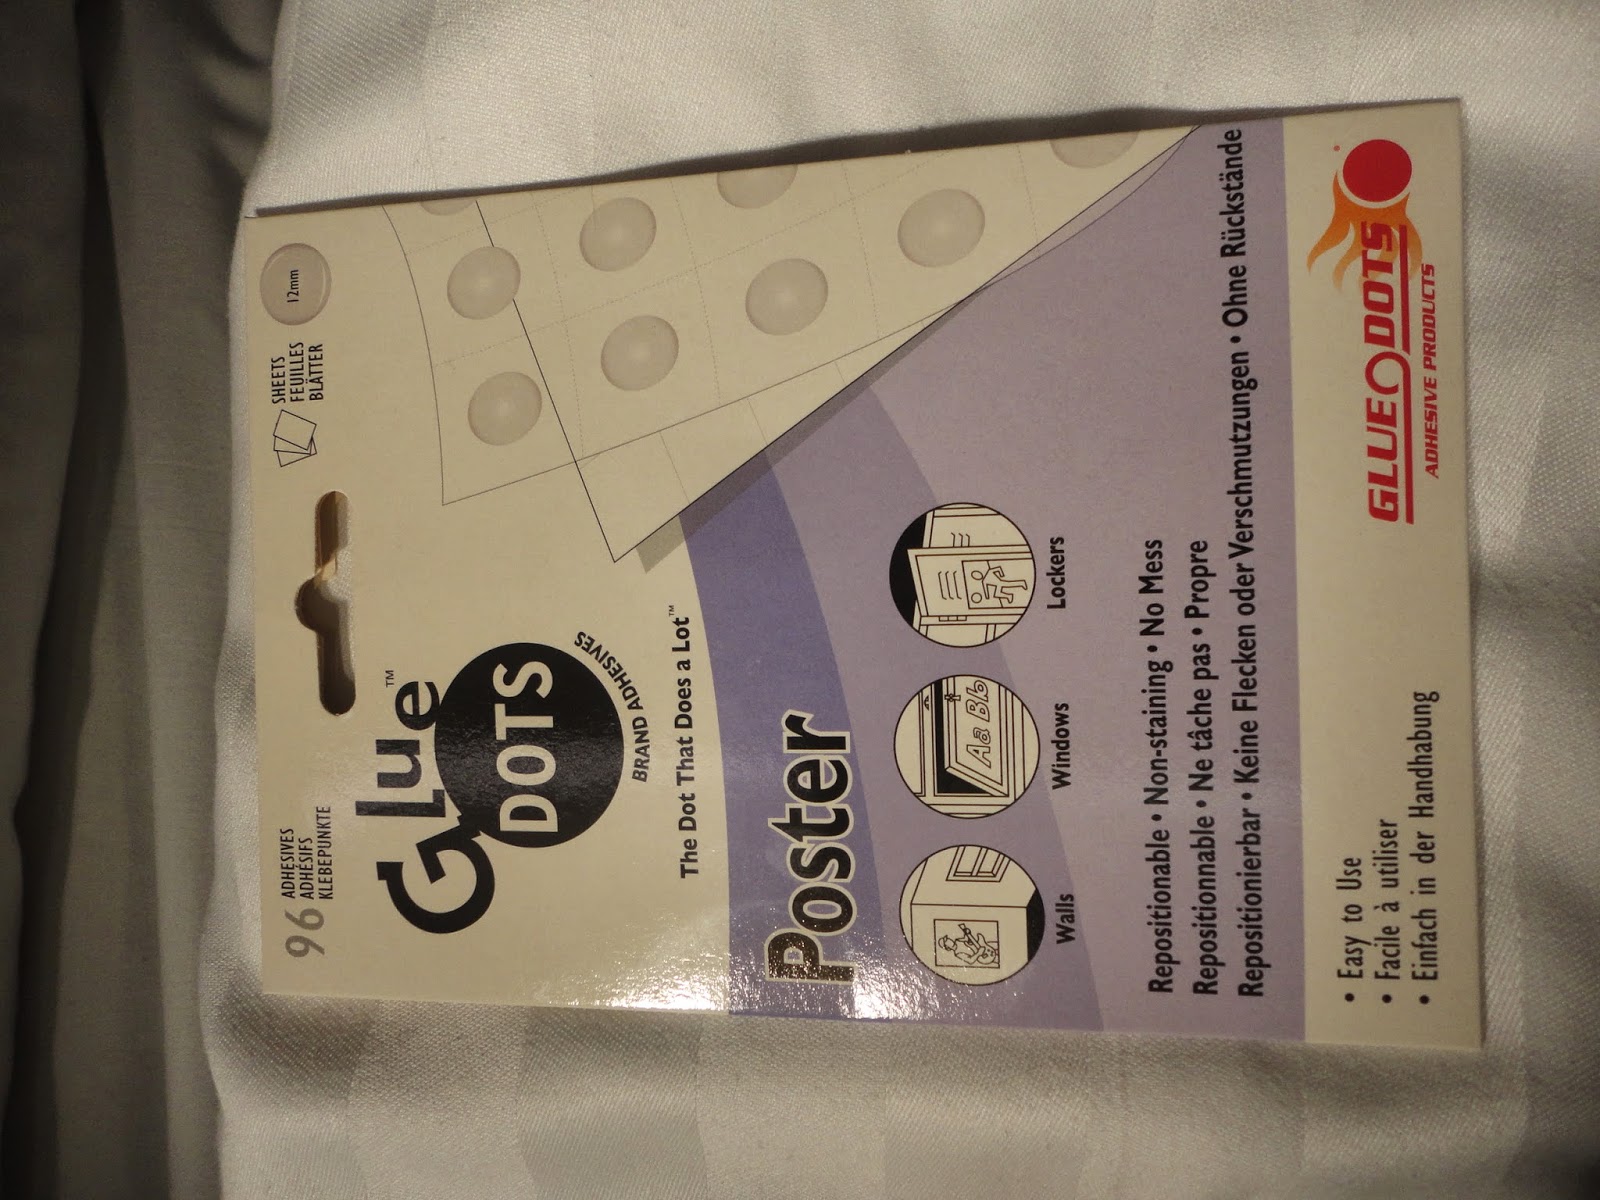 96 ADHESIVES
ADHÉSIFS
KLEBEPUNKTE
SHEETS
FEUILLES
BLÄTTER
12mm
Glue™
DOTS
BRAND ADHESIVES
The Dot That Does a Lot™
Poster
Aa Bb
Walls
Windows
Lockers
Repositionable • Non-staining • No Mess
Repositionnable • Ne tâche pas • Propre
Repositionierbar • Keine Flecken oder Verschmutzungen • Ohne Rückstände
• Easy to Use
• Facile à utiliser
• Einfach in der Handhabung
GLUE DOTS
ADHESIVE PRODUCTS